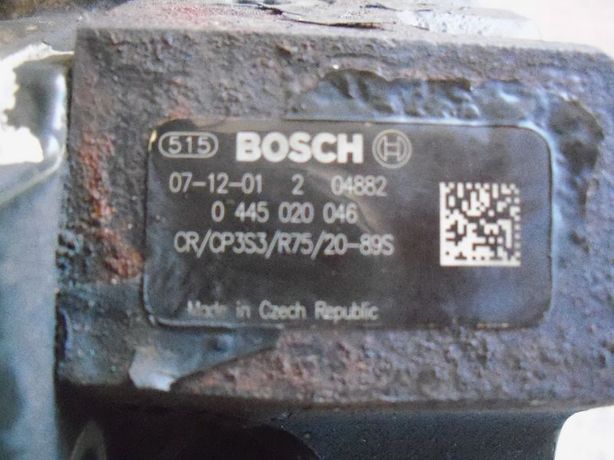 515 BOSCH
07-12-01 2 04882
0 445 020 046
CR/CP3S3/R75/20-89S
Made in Czech Republic